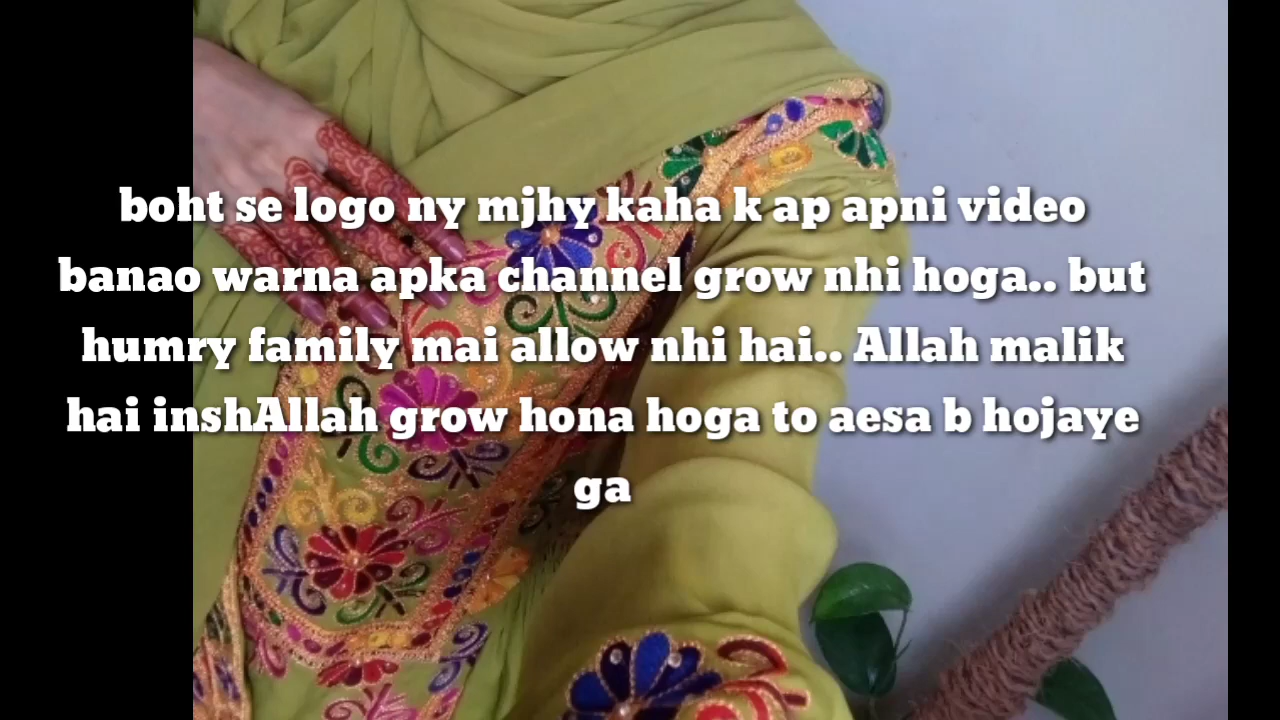 boht se logo ny mjhy kaha k ap apni video
banao warna apka channel grow nhi hoga.. but
humry family mai allow nhi hai.. Allah malik
hai inshAllah grow hona hoga to aesa b hojaye
ga